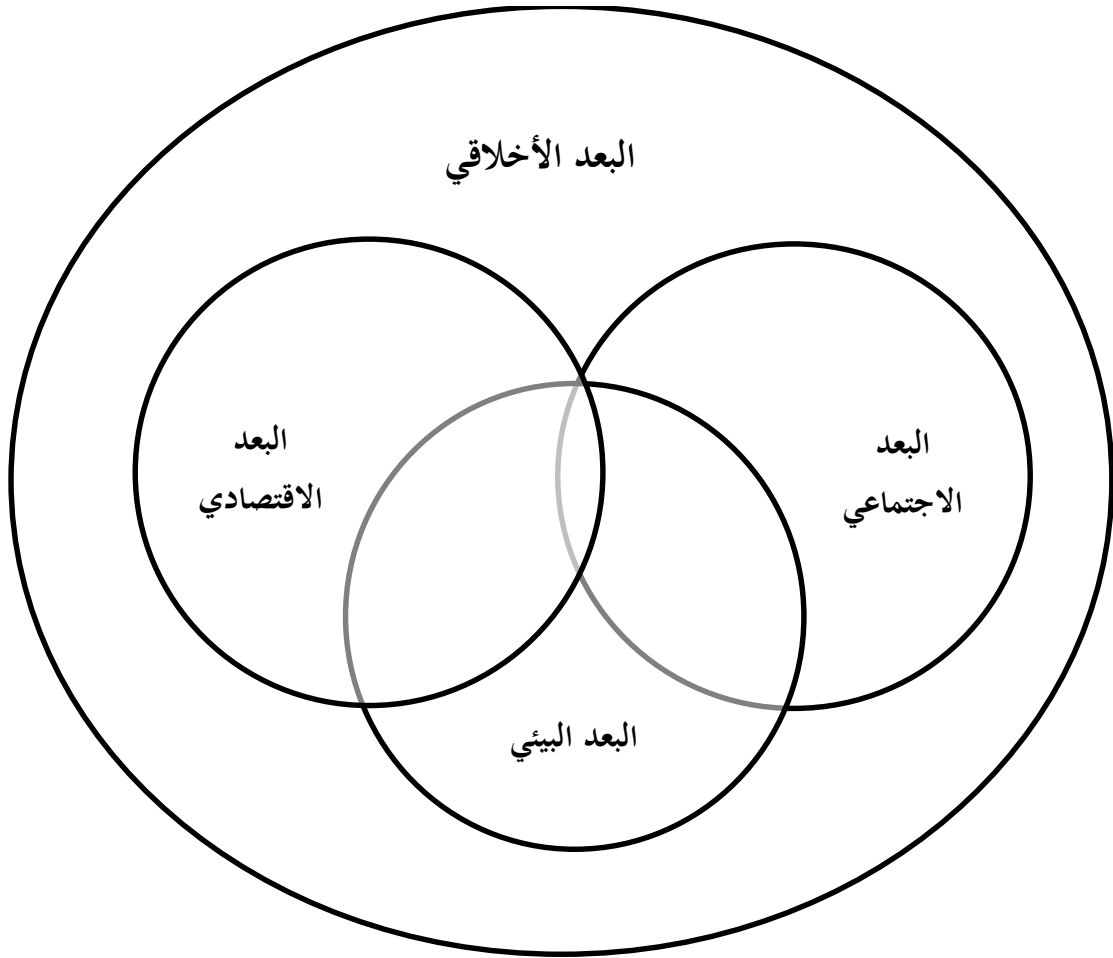 البعد الأخلاقي
البعد
الاجتماعي
البعد
الاقتصادي
البعد البيئي